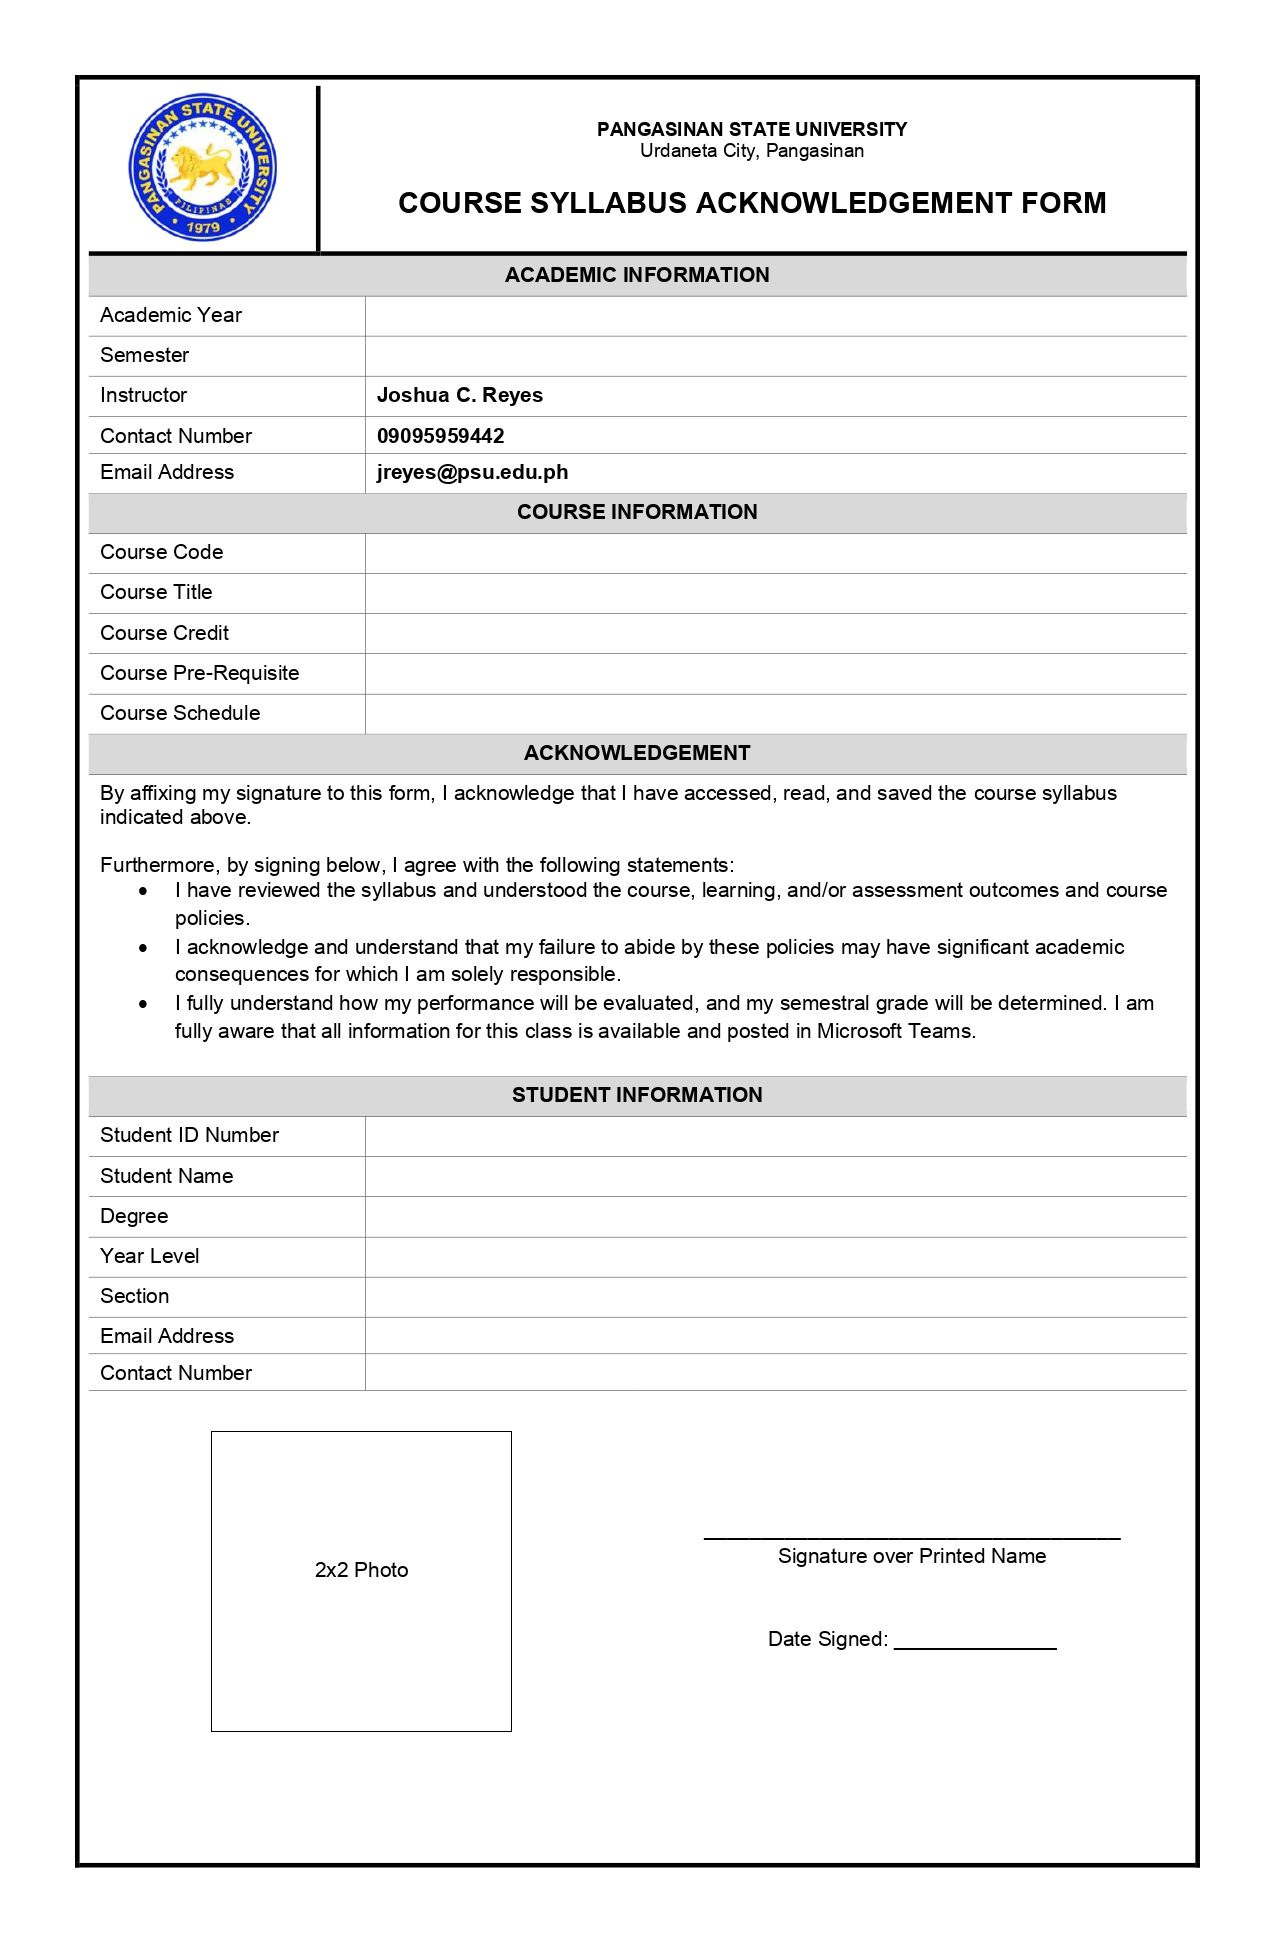 PANGASINAN STATE UNIVERSITY
PILIPINAS
1979
PANGASINAN STATE UNIVERSITY
Urdaneta City, Pangasinan
COURSE SYLLABUS ACKNOWLEDGEMENT FORM
ACADEMIC INFORMATION
Academic Year
Semester
Instructor Joshua C. Reyes
Contact Number 09095959442
Email Address jreyes@psu.edu.ph
COURSE INFORMATION
Course Code
Course Title
Course Credit
Course Pre-Requisite
Course Schedule
ACKNOWLEDGEMENT
By affixing my signature to this form, I acknowledge that I have accessed, read, and saved the course syllabus
indicated above.
Furthermore, by signing below, I agree with the following statements:
• I have reviewed the syllabus and understood the course, learning, and/or assessment outcomes and course
policies.
• I acknowledge and understand that my failure to abide by these policies may have significant academic
consequences for which I am solely responsible.
• I fully understand how my performance will be evaluated, and my semestral grade will be determined. I am
fully aware that all information for this class is available and posted in Microsoft Teams.
STUDENT INFORMATION
Student ID Number
Student Name
Degree
Year Level
Section
Email Address
Contact Number
2x2 Photo
Signature over Printed Name
Date Signed: ______________